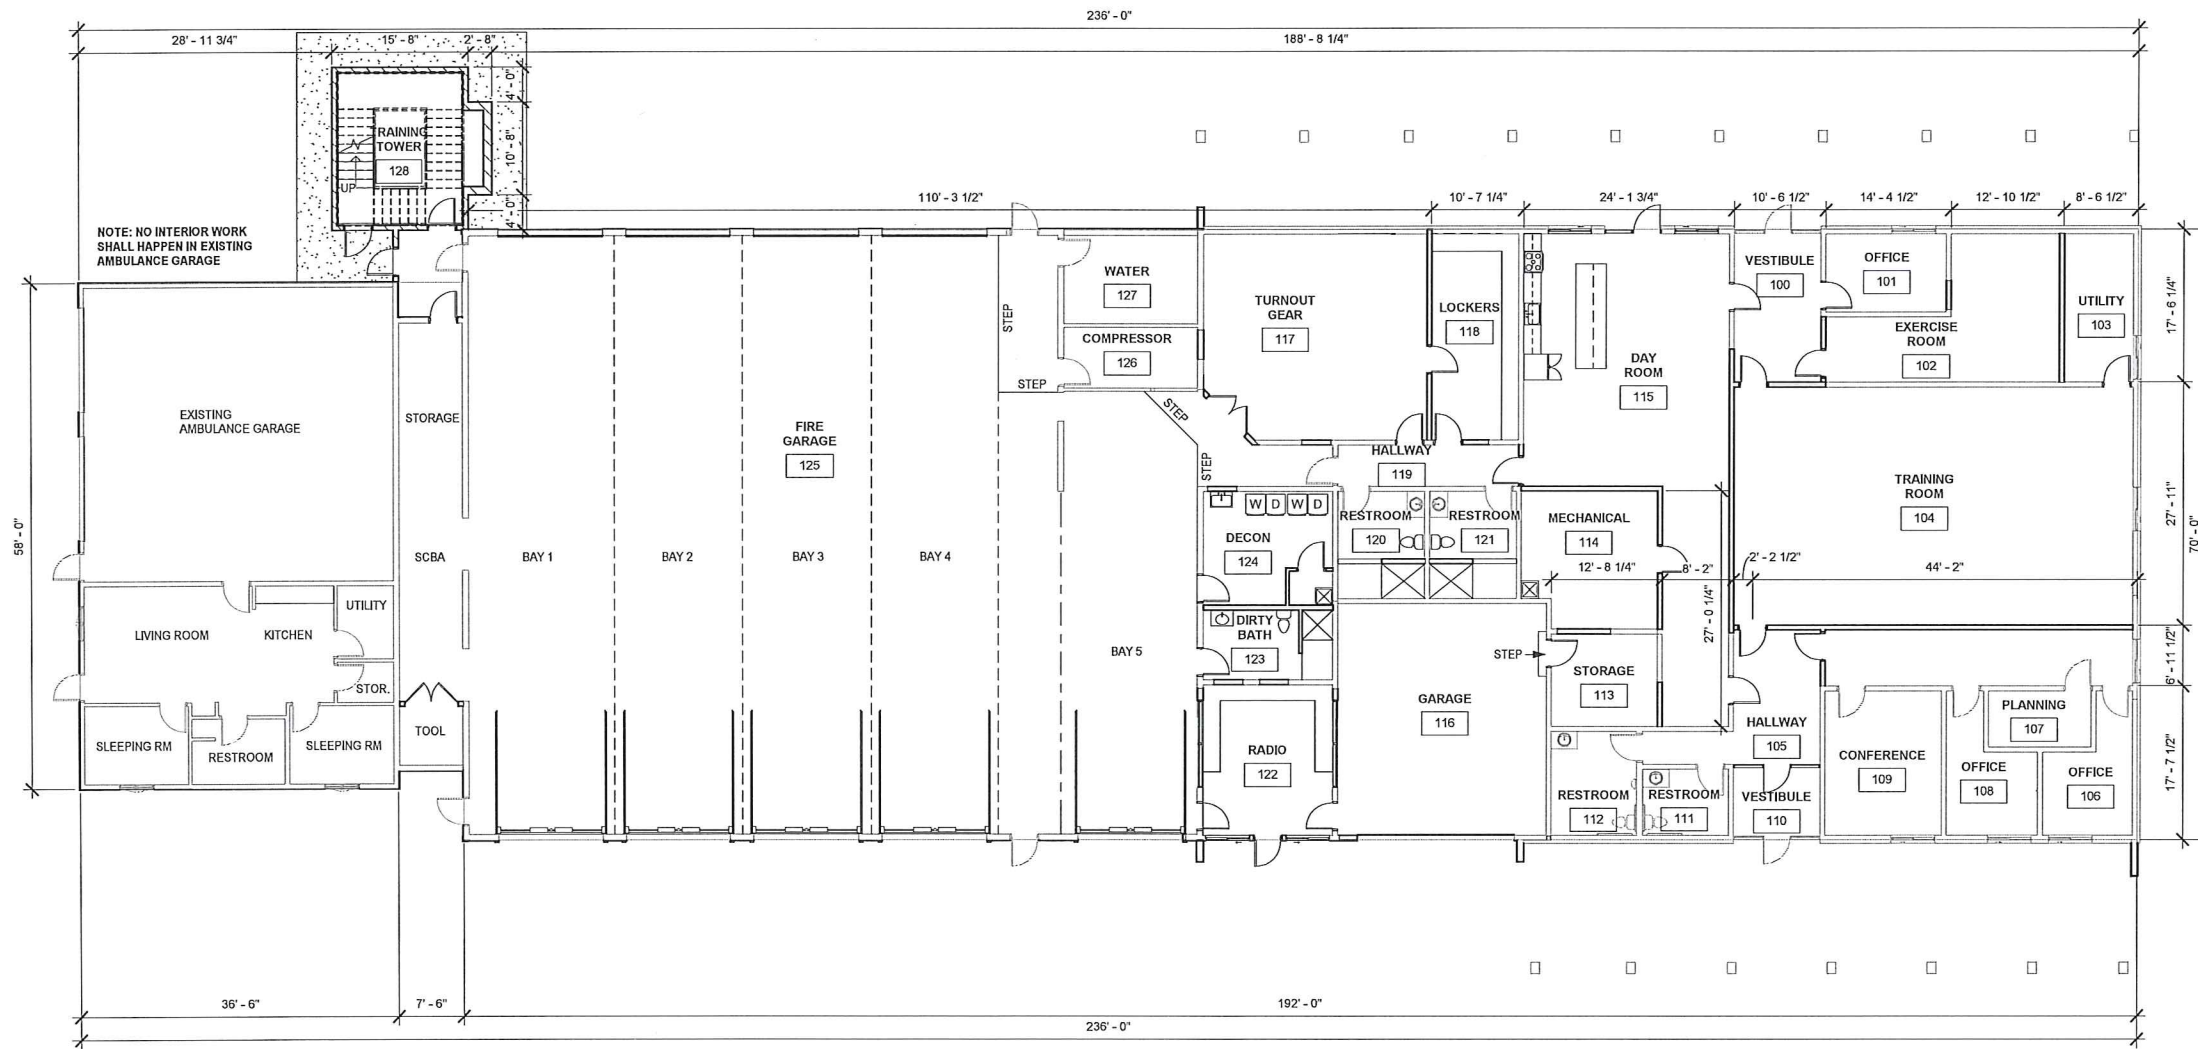 236' - 0"
28' - 11 3/4"
15' - 8"
2' - 8"
188' - 8 1/4"
4' - 0"
10' - 8"
4' - 0"
RAINING
TOWER
128
UP
110' - 3 1/2"
10' - 7 1/4"
24' - 1 3/4"
10' - 6 1/2"
14' - 4 1/2"
12' - 10 1/2"
8' - 6 1/2"
NOTE: NO INTERIOR WORK
SHALL HAPPEN IN EXISTING
AMBULANCE GARAGE
WATER
127
STEP
COMPRESSOR
126
STEP
STEP
STEP
TURNOUT
GEAR
117
LOCKERS
118
DAY
ROOM
115
VESTIBULE
100
OFFICE
101
EXERCISE
ROOM
102
UTILITY
103
17' - 6 1/4"
EXISTING
AMBULANCE GARAGE
STORAGE
FIRE
GARAGE
125
HALLWAY
119
TRAINING
ROOM
104
27' - 11"
70' - 0"
58' - 0"
SCBA
BAY 1
BAY 2
BAY 3
BAY 4
W D W D
DECON
124
RESTROOM
120
RESTROOM
121
MECHANICAL
114
12' - 8 1/4"
8' - 2"
2' - 2 1/2"
44' - 2"
27' - 0 1/4"
LIVING ROOM
KITCHEN
UTILITY
STOR.
DIRTY
BATH
123
BAY 5
STEP
STORAGE
113
6' - 11 1/2"
SLEEPING RM
RESTROOM
SLEEPING RM
TOOL
RADIO
122
GARAGE
116
HALLWAY
105
CONFERENCE
109
PLANNING
107
OFFICE
108
OFFICE
106
17' - 7 1/2"
RESTROOM
112
RESTROOM
111
VESTIBULE
110
36' - 6"
7' - 6"
192' - 0"
236' - 0"